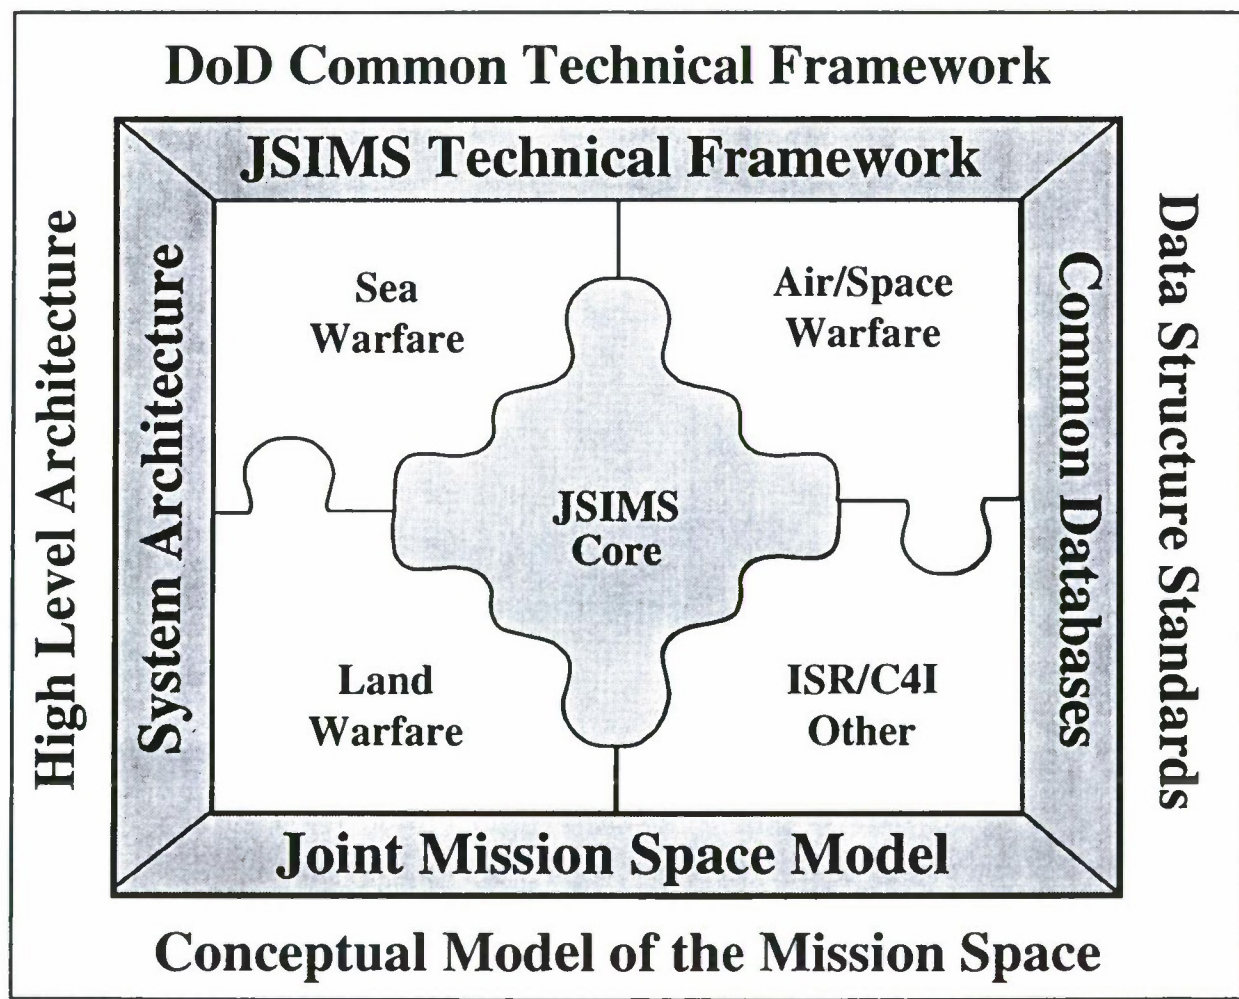 DoD Common Technical Framework
JSIMS Technical Framework
High Level Architecture
System Architecture
Sea
Warfare
Air/Space
Warfare
JSIMS
Core
Land
Warfare
ISR/C4I
Other
Common Databases
Data Structure Standards
Joint Mission Space Model
Conceptual Model of the Mission Space